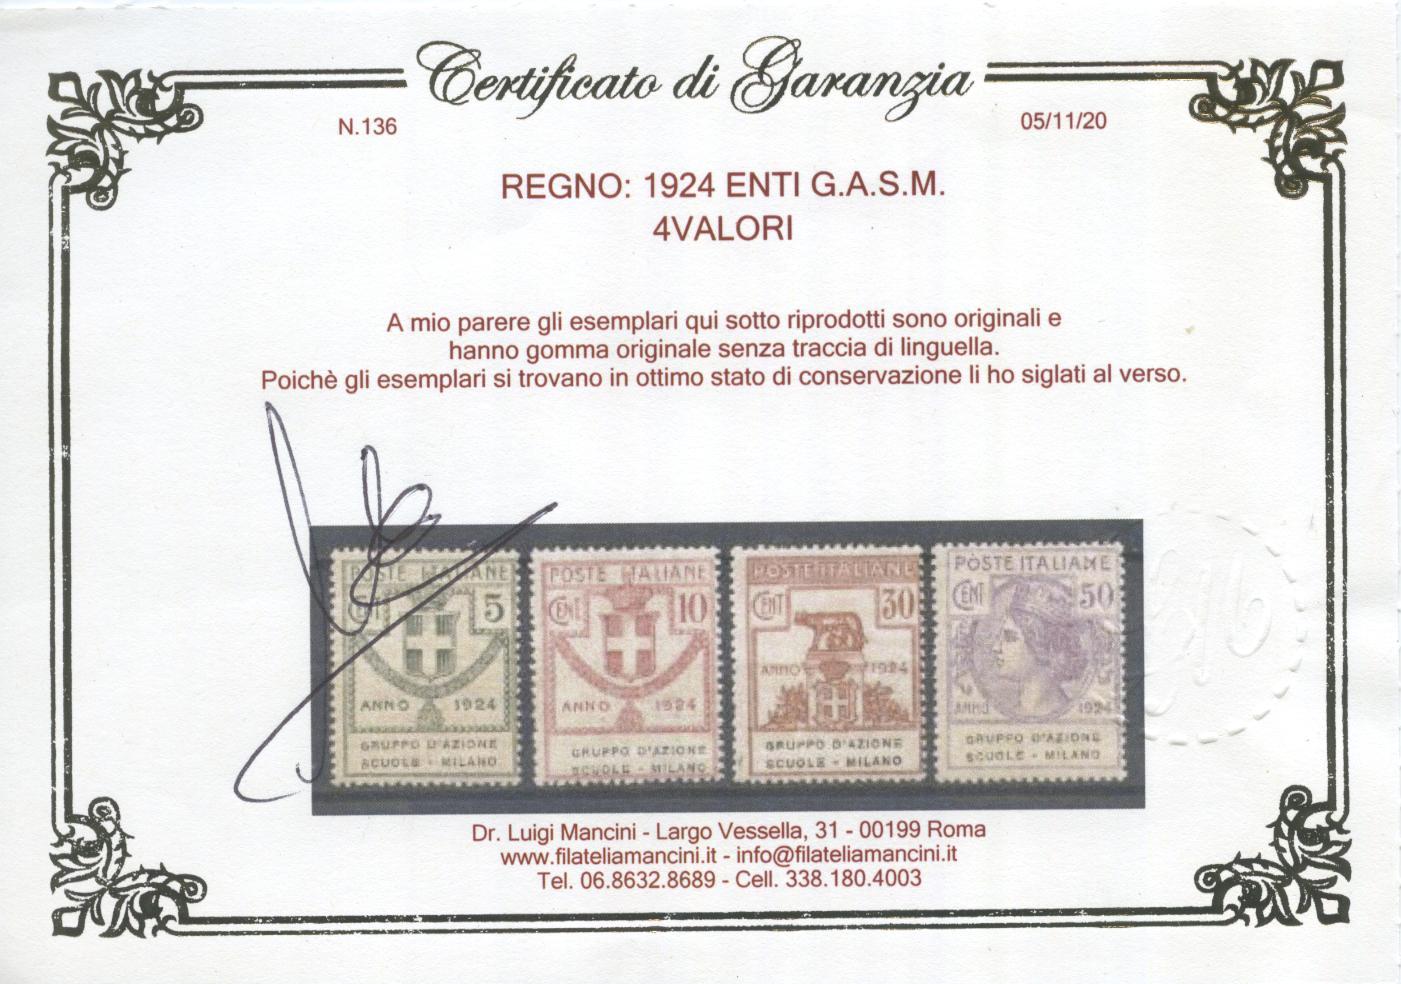 Certificato di Garanzia
N.136
05/11/20
REGNO: 1924 ENTI G.A.S.M.
4VALORI
A mio parere gli esemplari qui sotto riprodotti sono originali e
hanno gomma originale senza traccia di linguella.
Poichè gli esemplari si trovano in ottimo stato di conservazione li ho siglati al verso.
POSTE ITALIANE
CENT 5
ANNO 1924
GRUPPO D'AZIONE
SCUOLE - MILANO
POSTE ITALIANE
CENT 10
ANNO 1924
GRUPPO D'AZIONE
SCUOLE - MILANO
POSTE ITALIANE
CENT 30
ANNO 1924
GRUPPO D'AZIONE
SCUOLE - MILANO
POSTE ITALIANE
CENT 50
ANNO 1924
GRUPPO D'AZIONE
SCUOLE - MILANO
Dr. Luigi Mancini - Largo Vessella, 31 - 00199 Roma
www.filateliamancini.it - info@filateliamancini.it
Tel. 06.8632.8689 - Cell. 338.180.4003